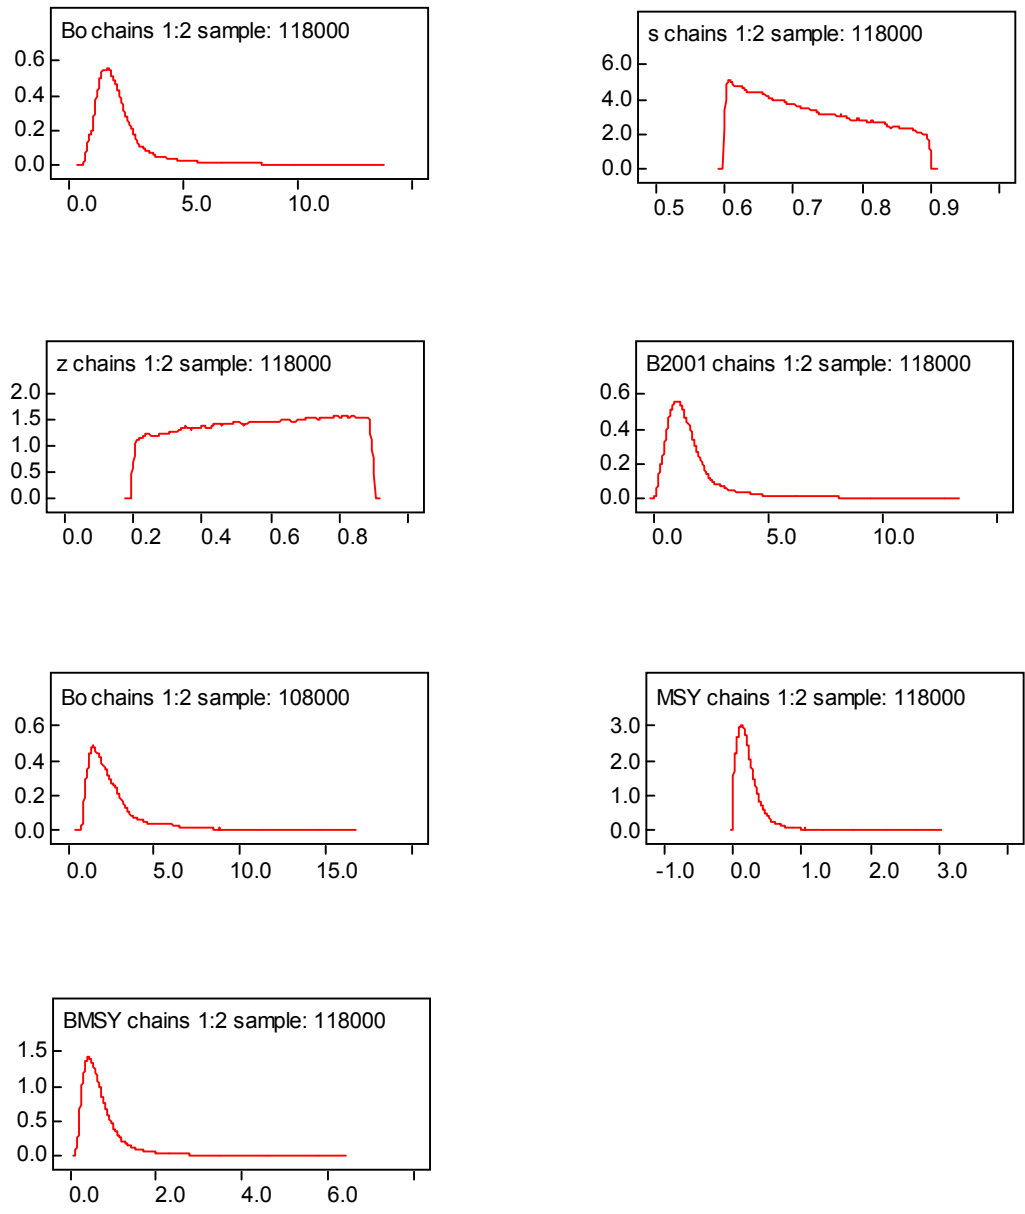 Bo chains 1:2 sample: 118000
0.6
0.4
0.2
0.0
0.0 5.0 10.0
s chains 1:2 sample: 118000
6.0
4.0
2.0
0.0
0.5 0.6 0.7 0.8 0.9
z chains 1:2 sample: 118000
2.0
1.5
1.0
0.5
0.0
0.0 0.2 0.4 0.6 0.8
B2001 chains 1:2 sample: 118000
0.6
0.4
0.2
0.0
0.0 5.0 10.0
Bo chains 1:2 sample: 108000
0.6
0.4
0.2
0.0
0.0 5.0 10.0 15.0
MSY chains 1:2 sample: 118000
3.0
2.0
1.0
0.0
-1.0 0.0 1.0 2.0 3.0
BMSY chains 1:2 sample: 118000
1.5
1.0
0.5
0.0
0.0 2.0 4.0 6.0